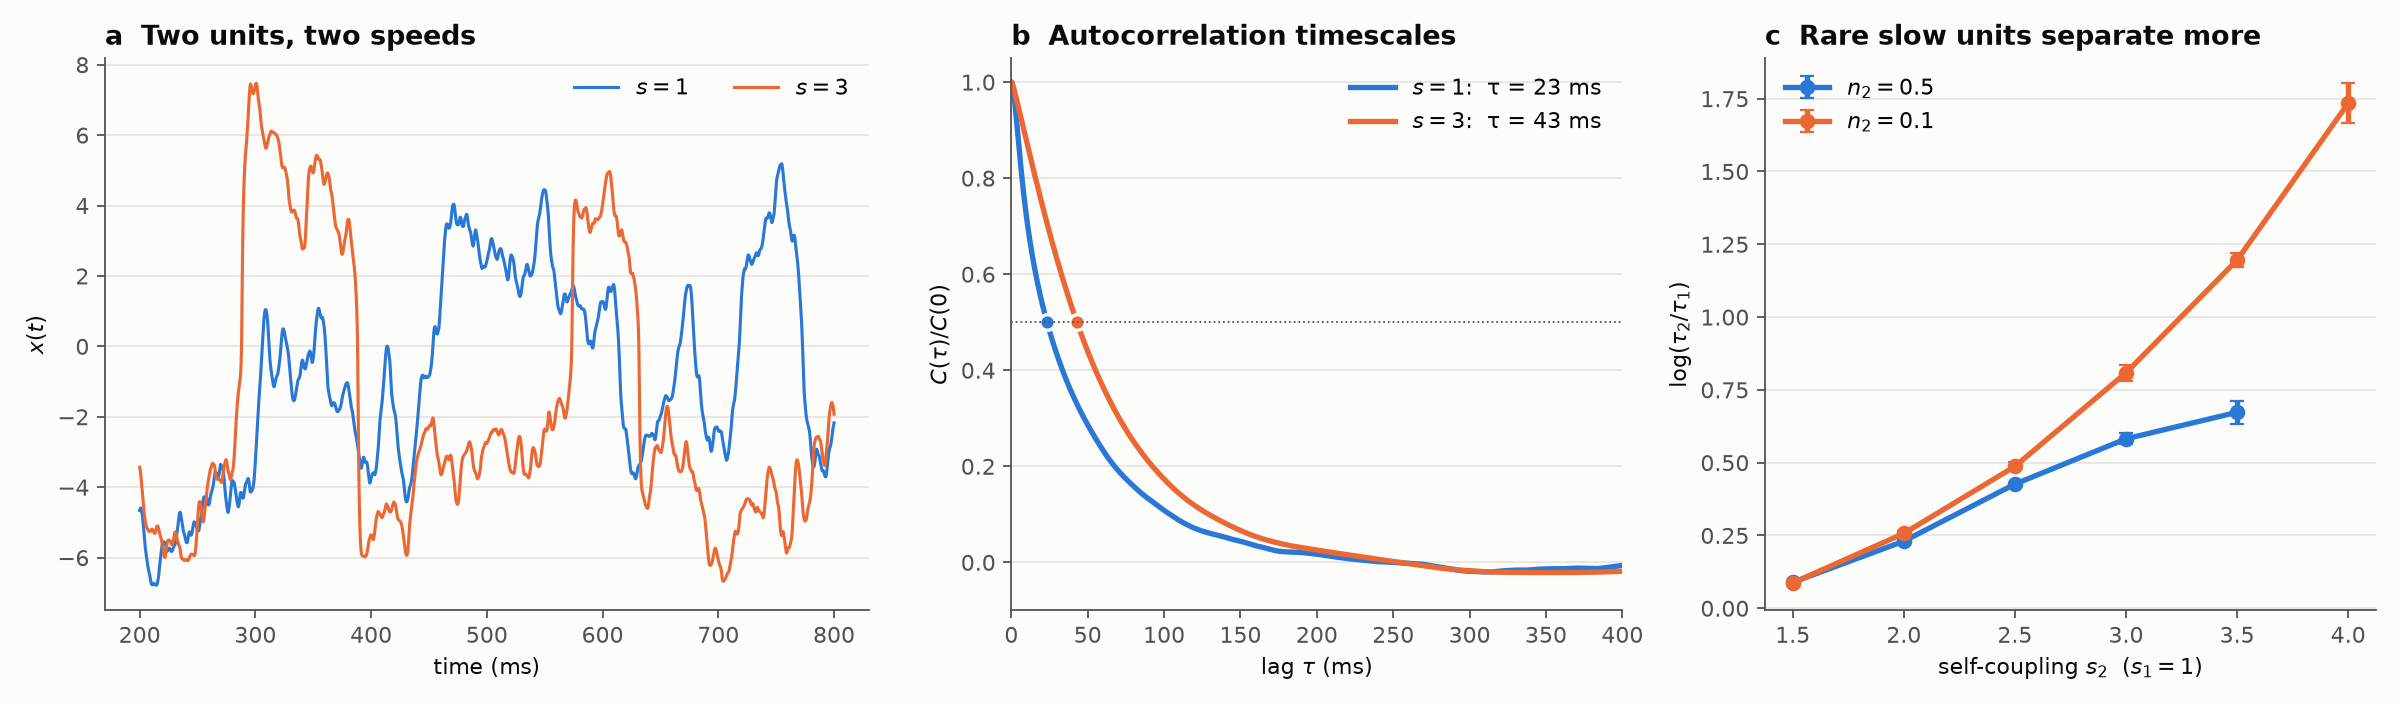 a Two units, two speeds
s = 1
s = 3
8
6
4
2
0
−2
−4
−6
x(t)
200 300 400 500 600 700 800
time (ms)
b Autocorrelation timescales
s = 1: τ = 23 ms
s = 3: τ = 43 ms
1.0
0.8
0.6
0.4
0.2
0.0
C(τ)/C(0)
0 50 100 150 200 250 300 350 400
lag τ (ms)
c Rare slow units separate more
n₂ = 0.5
n₂ = 0.1
1.75
1.50
1.25
1.00
0.75
0.50
0.25
0.00
log(τ₂/τ₁)
1.5 2.0 2.5 3.0 3.5 4.0
self-coupling s₂ (s₁ = 1)